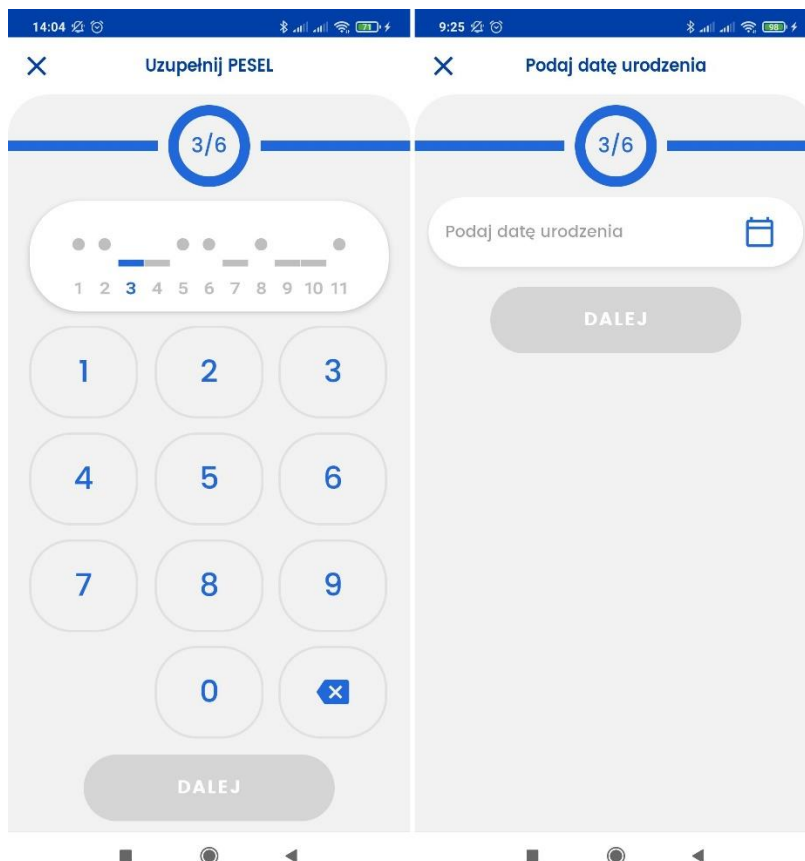 14:04
71
Uzupełnij PESEL
3/6
1 2 3 4 5 6 7 8 9 10 11
1 2 3
4 5 6
7 8 9
0
DALEJ
9:25
98
Podaj datę urodzenia
3/6
Podaj datę urodzenia
DALEJ